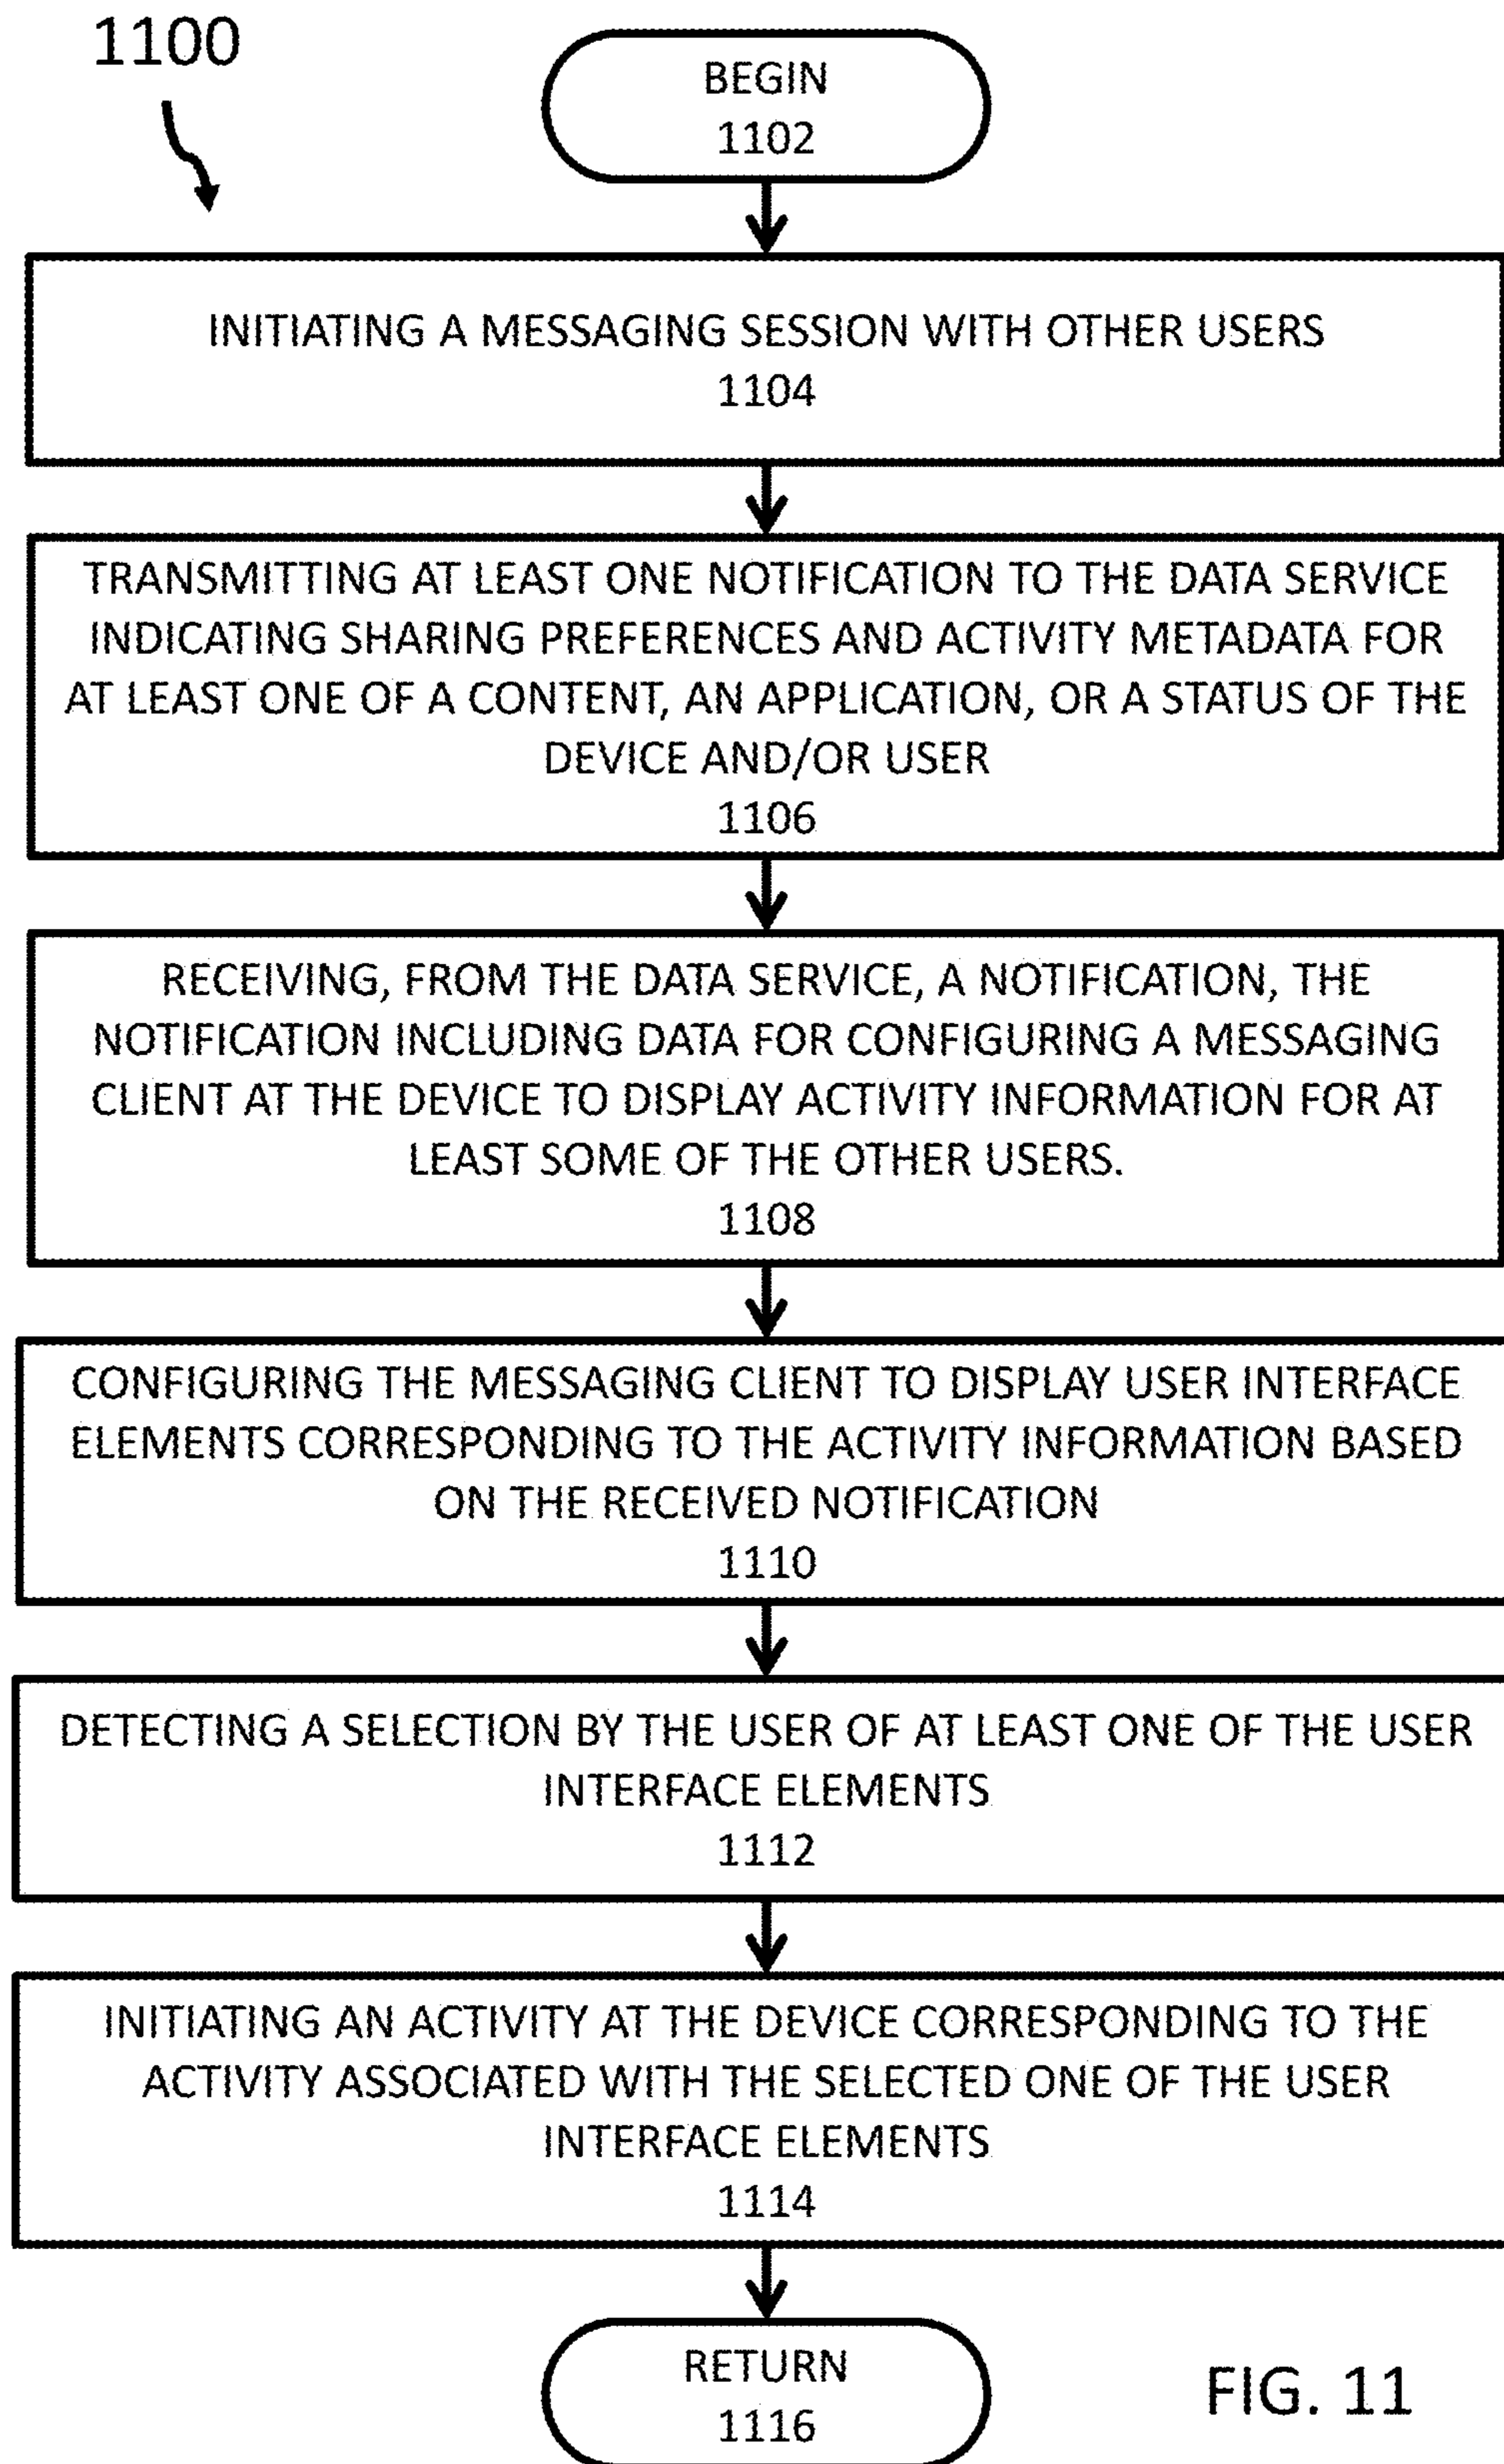 1100
BEGIN
1102
INITIATING A MESSAGING SESSION WITH OTHER USERS
1104
TRANSMITTING AT LEAST ONE NOTIFICATION TO THE DATA SERVICE
INDICATING SHARING PREFERENCES AND ACTIVITY METADATA FOR
AT LEAST ONE OF A CONTENT, AN APPLICATION, OR A STATUS OF THE
DEVICE AND/OR USER
1106
RECEIVING, FROM THE DATA SERVICE, A NOTIFICATION, THE
NOTIFICATION INCLUDING DATA FOR CONFIGURING A MESSAGING
CLIENT AT THE DEVICE TO DISPLAY ACTIVITY INFORMATION FOR AT
LEAST SOME OF THE OTHER USERS.
1108
CONFIGURING THE MESSAGING CLIENT TO DISPLAY USER INTERFACE
ELEMENTS CORRESPONDING TO THE ACTIVITY INFORMATION BASED
ON THE RECEIVED NOTIFICATION
1110
DETECTING A SELECTION BY THE USER OF AT LEAST ONE OF THE USER
INTERFACE ELEMENTS
1112
INITIATING AN ACTIVITY AT THE DEVICE CORRESPONDING TO THE
ACTIVITY ASSOCIATED WITH THE SELECTED ONE OF THE USER
INTERFACE ELEMENTS
1114
RETURN
1116
FIG. 11